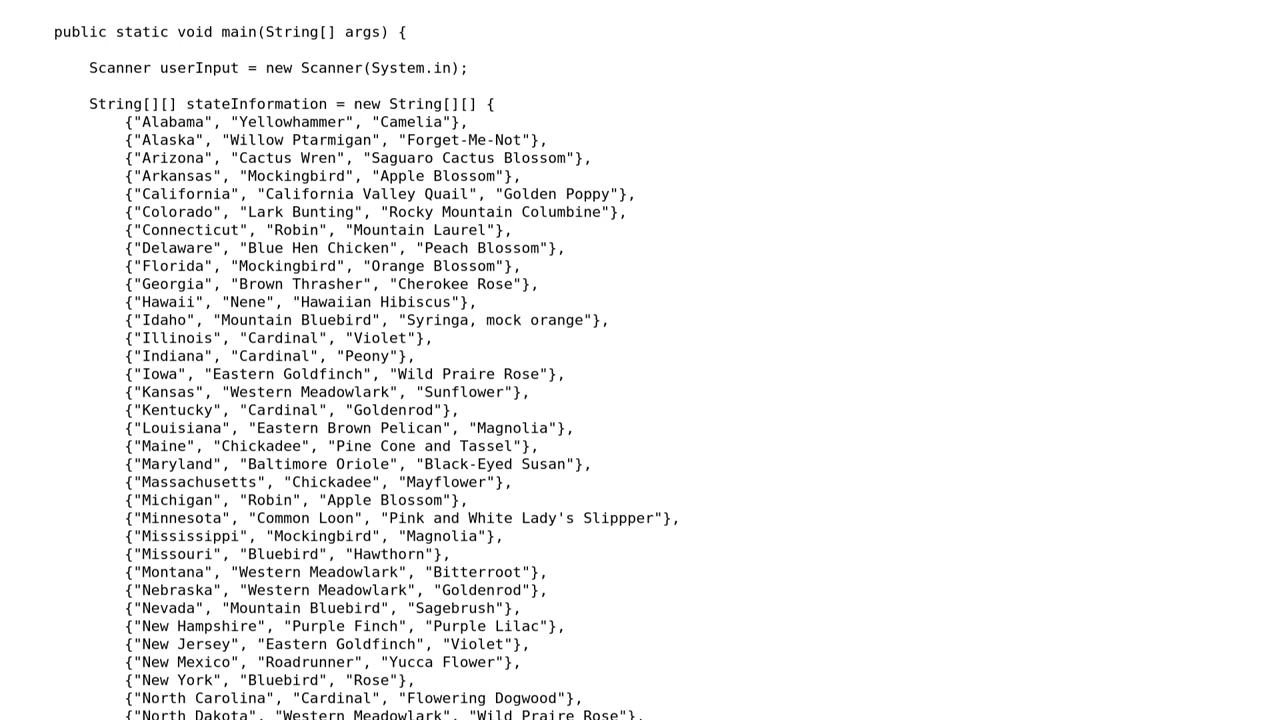 public static void main(String[] args) {
Scanner userInput = new Scanner(System.in);
String[][] stateInformation = new String[][] {
{"Alabama", "Yellowhammer", "Camelia"},
{"Alaska", "Willow Ptarmigan", "Forget-Me-Not"},
{"Arizona", "Cactus Wren", "Saguaro Cactus Blossom"},
{"Arkansas", "Mockingbird", "Apple Blossom"},
{"California", "California Valley Quail", "Golden Poppy"},
{"Colorado", "Lark Bunting", "Rocky Mountain Columbine"},
{"Connecticut", "Robin", "Mountain Laurel"},
{"Delaware", "Blue Hen Chicken", "Peach Blossom"},
{"Florida", "Mockingbird", "Orange Blossom"},
{"Georgia", "Brown Thrasher", "Cherokee Rose"},
{"Hawaii", "Nene", "Hawaiian Hibiscus"},
{"Idaho", "Mountain Bluebird", "Syringa, mock orange"},
{"Illinois", "Cardinal", "Violet"},
{"Indiana", "Cardinal", "Peony"},
{"Iowa", "Eastern Goldfinch", "Wild Praire Rose"},
{"Kansas", "Western Meadowlark", "Sunflower"},
{"Kentucky", "Cardinal", "Goldenrod"},
{"Louisiana", "Eastern Brown Pelican", "Magnolia"},
{"Maine", "Chickadee", "Pine Cone and Tassel"},
{"Maryland", "Baltimore Oriole", "Black-Eyed Susan"},
{"Massachusetts", "Chickadee", "Mayflower"},
{"Michigan", "Robin", "Apple Blossom"},
{"Minnesota", "Common Loon", "Pink and White Lady's Slippper"},
{"Mississippi", "Mockingbird", "Magnolia"},
{"Missouri", "Bluebird", "Hawthorn"},
{"Montana", "Western Meadowlark", "Bitterroot"},
{"Nebraska", "Western Meadowlark", "Goldenrod"},
{"Nevada", "Mountain Bluebird", "Sagebrush"},
{"New Hampshire", "Purple Finch", "Purple Lilac"},
{"New Jersey", "Eastern Goldfinch", "Violet"},
{"New Mexico", "Roadrunner", "Yucca Flower"},
{"New York", "Bluebird", "Rose"},
{"North Carolina", "Cardinal", "Flowering Dogwood"},
{"North Dakota", "Western Meadowlark", "Wild Praire Rose"},